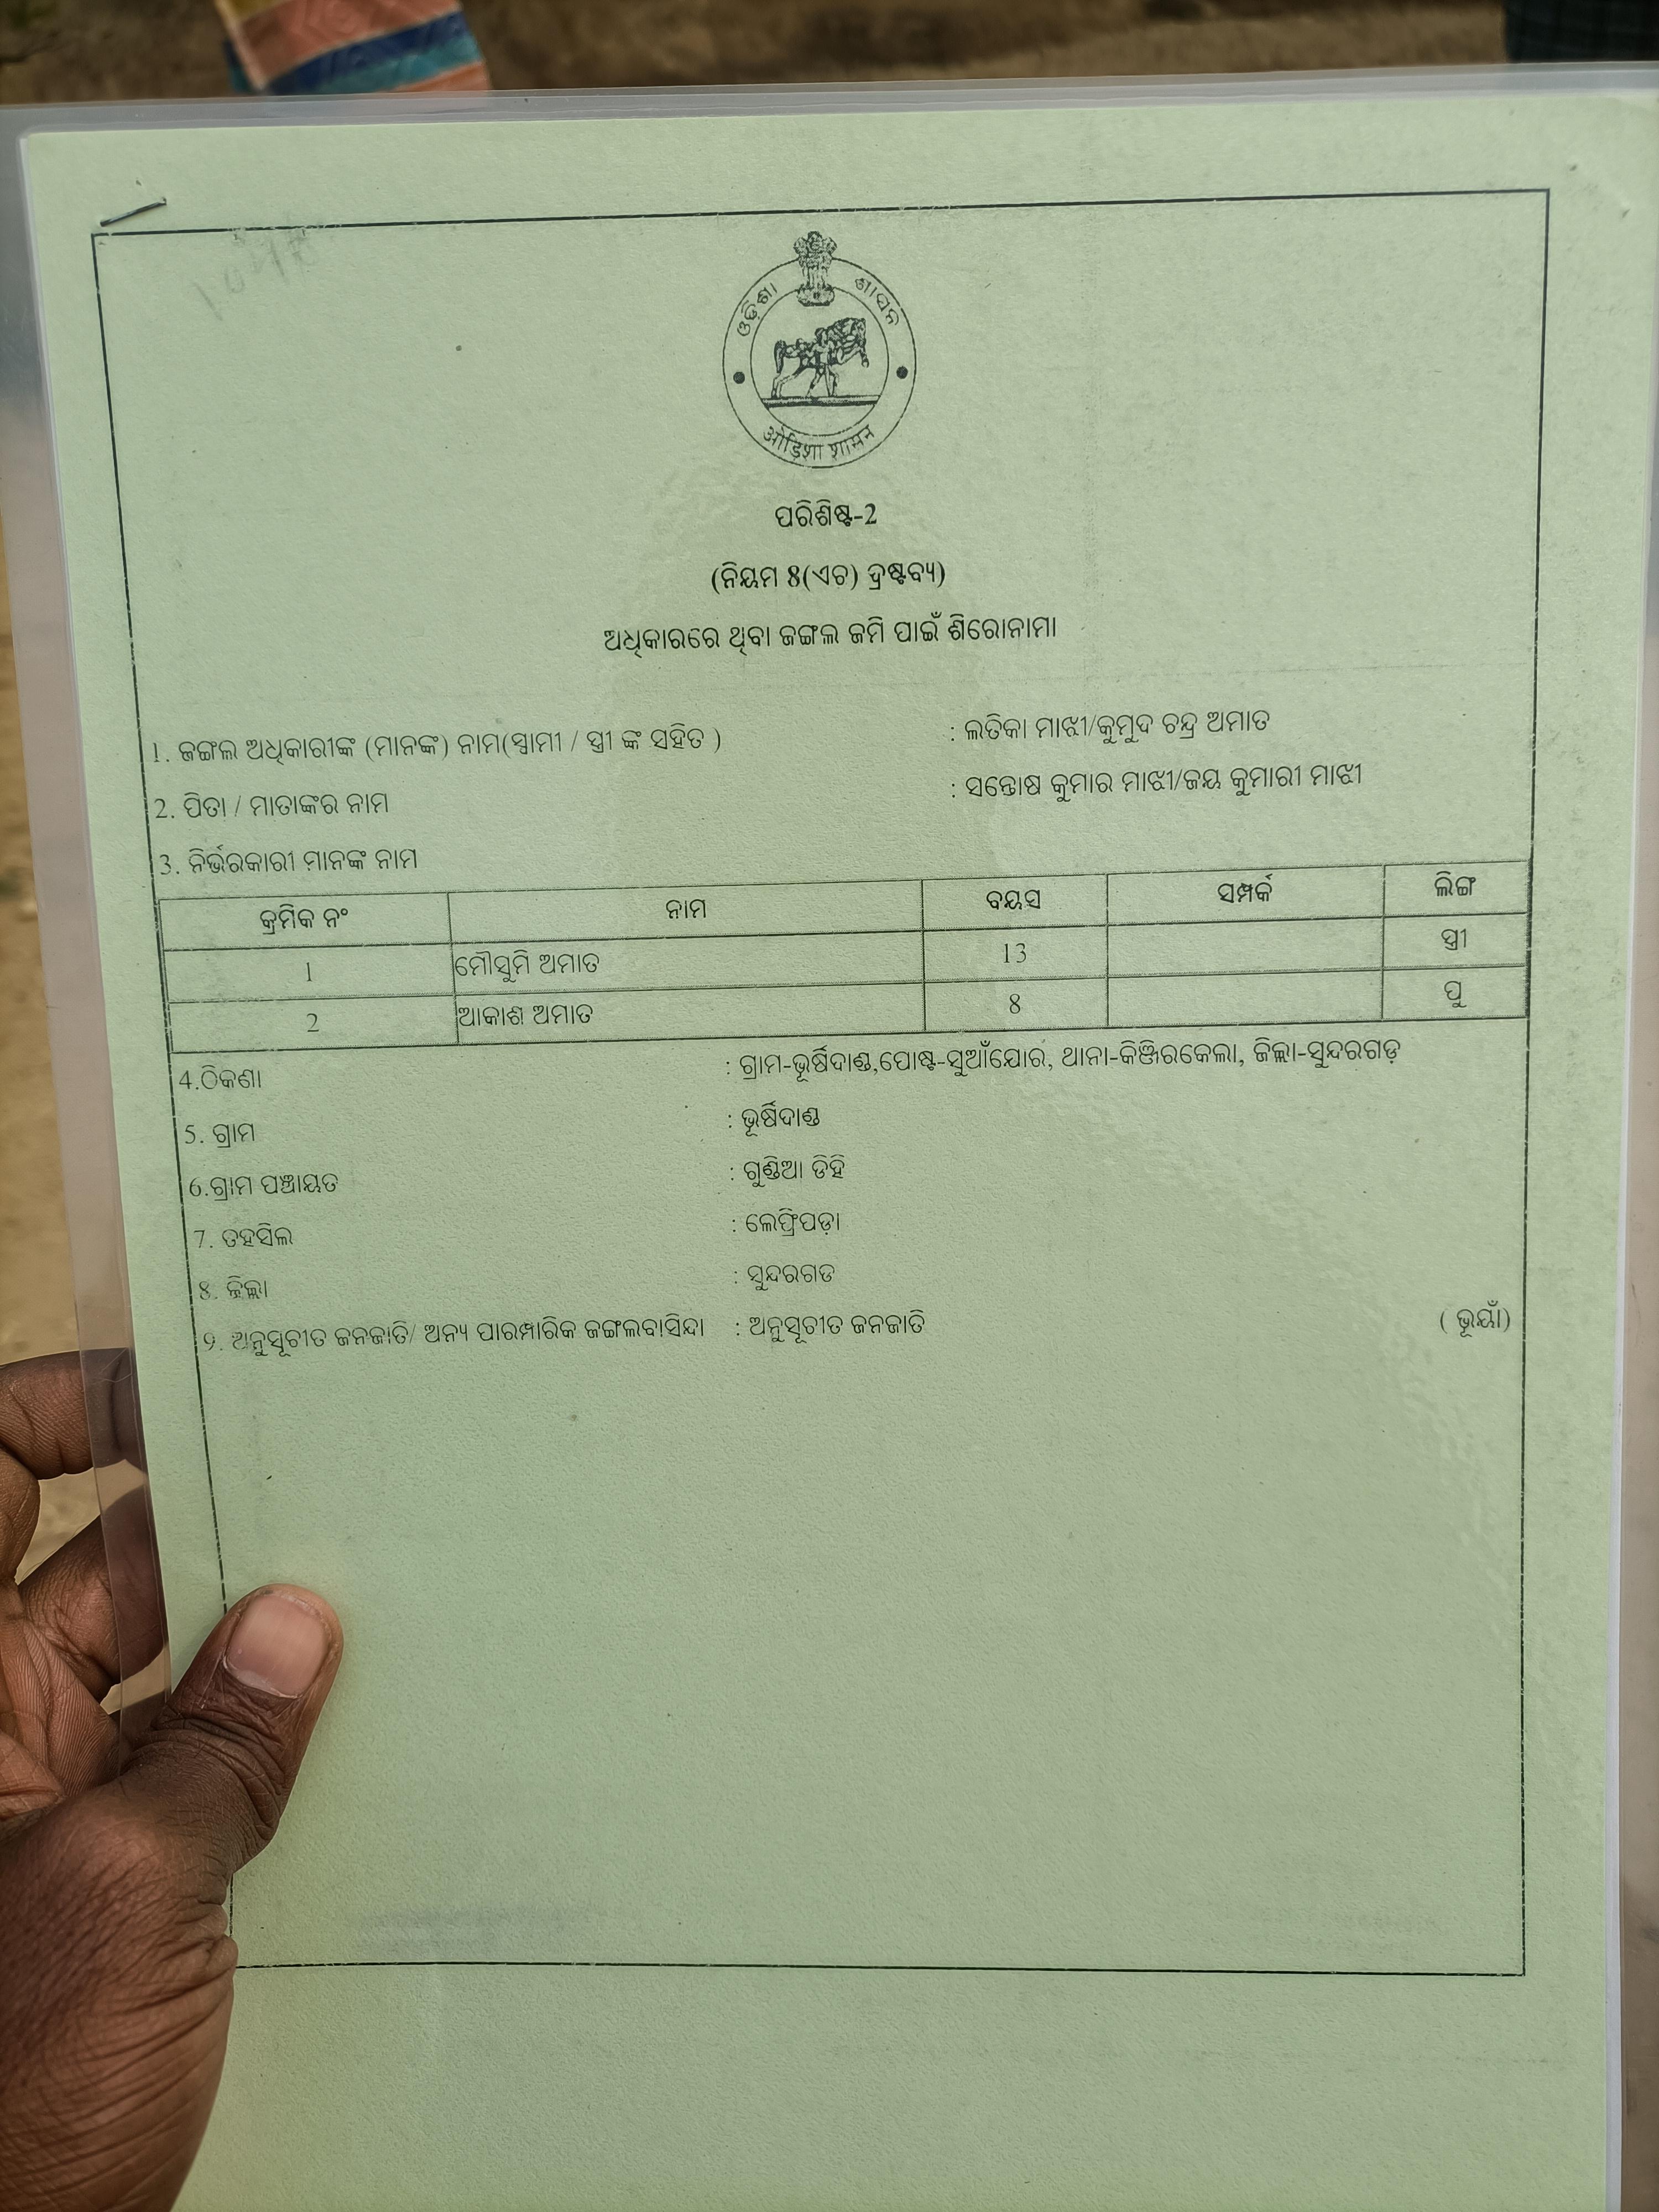 ଓଡ଼ିଶା ଶାସନ
ओड़िशा शासन
ପରିଶିଷ୍ଟ-2
(ନିୟମ 8(ଏଚ) ଦ୍ରଷ୍ଟବ୍ୟ)
ଅଧିକାରରେ ଥିବା ଜଙ୍ଗଲ ଜମି ପାଇଁ ଶିରୋନାମା
1. ଜଙ୍ଗଲ ଅଧିକାରୀଙ୍କ (ମାନଙ୍କ) ନାମ(ସ୍ୱାମୀ / ସ୍ତ୍ରୀ ଙ୍କ ସହିତ ) : ଲତିକା ମାଝୀ/କୁମୁଦ ଚନ୍ଦ୍ର ଅମାତ
2. ପିତା / ମାତାଙ୍କର ନାମ : ସନ୍ତୋଷ କୁମାର ମାଝୀ/ଜୟ କୁମାରୀ ମାଝୀ
3. ନିର୍ଭରକାରୀ ମାନଙ୍କ ନାମ
କ୍ରମିକ ନଂ ନାମ ବୟସ ସମ୍ପର୍କ ଲିଙ୍ଗ
1 ମୌସୁମି ଅମାତ 13 ସ୍ତ୍ରୀ
2 ଆକାଶ ଅମାତ 8 ପୁ
4.ଠିକଣା : ଗ୍ରାମ-ଭୂର୍ଷିଦାଣ୍ଡ,ପୋଷ୍ଟ-ସୁଆଁଯୋର, ଥାନା-କିଞ୍ଜିରକେଲା, ଜିଲ୍ଲା-ସୁନ୍ଦରଗଡ଼
5. ଗ୍ରାମ : ଭୂର୍ଷିଦାଣ୍ଡ
6.ଗ୍ରାମ ପଞ୍ଚାୟତ : ଗୁଣ୍ଡିଆ ଡିହି
7. ତହସିଲ : ଲେଫ୍ରିପଡ଼ା
8. ଜିଲ୍ଲା : ସୁନ୍ଦରଗଡ
୨. ଅନୁସୂଚୀତ ଜନଜାତି/ ଅନ୍ୟ ପାରମ୍ପାରିକ ଜଙ୍ଗଲବାସିନ୍ଦା : ଅନୁସୂଚୀତ ଜନଜାତି ( ଭୂୟାଁ)